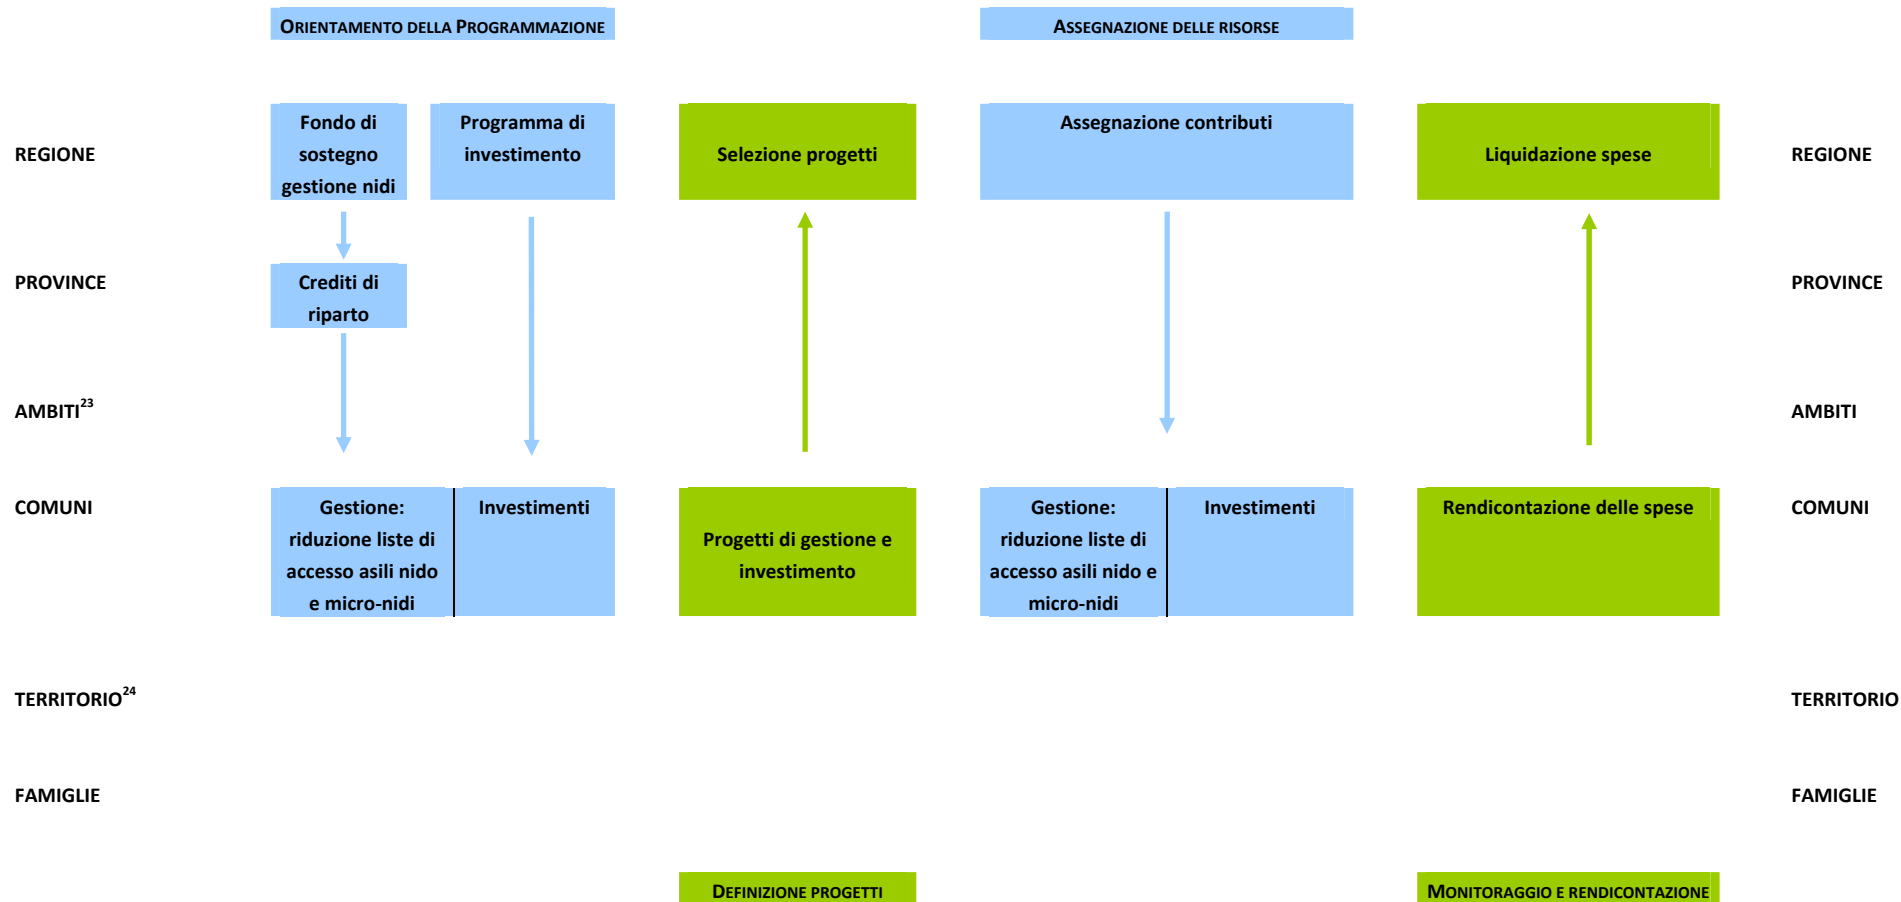 ORIENTAMENTO DELLA PROGRAMMAZIONE
ASSEGNAZIONE DELLE RISORSE
REGIONE
Fondo di
sostegno
gestione nidi
Programma di
investimento
Selezione progetti
Assegnazione contributi
Liquidazione spese
REGIONE
PROVINCE
Crediti di
riparto
PROVINCE
AMBITI23
AMBITI
COMUNI
Gestione:
riduzione liste di
accesso asili nido
e micro-nidi
Investimenti
Progetti di gestione e
investimento
Gestione:
riduzione liste di
accesso asili nido e
micro-nidi
Investimenti
Rendicontazione delle spese
COMUNI
TERRITORIO24
TERRITORIO
FAMIGLIE
FAMIGLIE
DEFINIZIONE PROGETTI
MONITORAGGIO E RENDICONTAZIONE